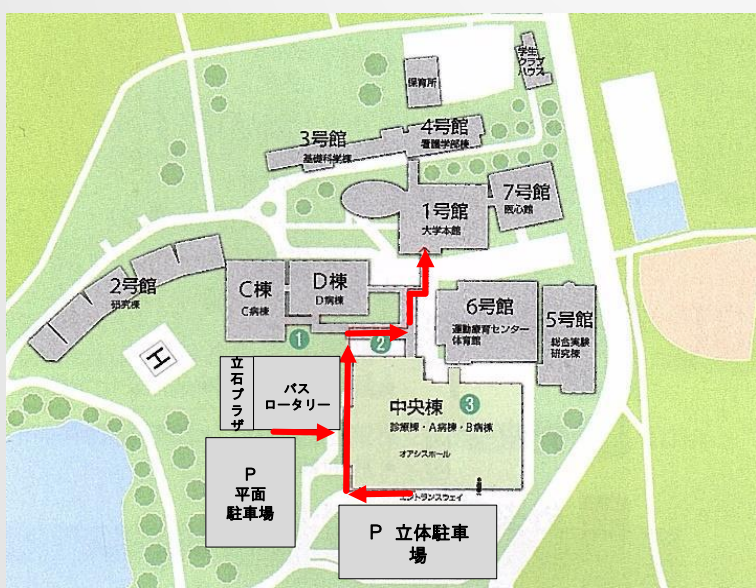 学生
クラブ
ハウス
保育所
4号館
看護学部棟
3号館
基礎科学棟
7号館
医心館
1号館
大学本館
2号館
研究棟
C棟
C病棟
D棟
D病棟
6号館
運動療育センター
体育館
5号館
総合実験
研究棟
H
1
2
立石プラザ
バス
ロータリー
中央棟
3
診療棟・A病棟・B病棟
オアシスホール
P
平面
駐車場
エントランスウェイ
P 立体駐車
場